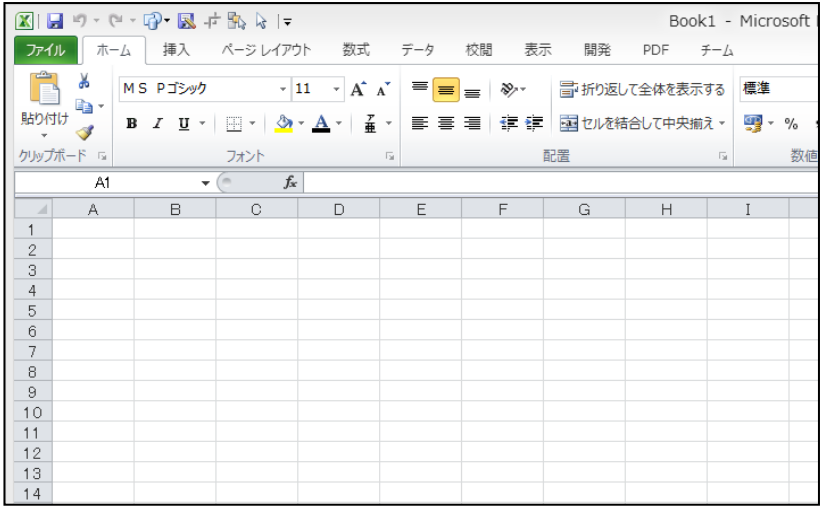 Book1 - Microsoft
ファイル ホーム 挿入 ページ レイアウト 数式 データ 校閲 表示 開発 PDF チーム
ＭＳ Ｐゴシック 11 A A 折り返して全体を表示する 標準
貼り付け B I U A ア亜 セルを結合して中央揃え %
クリップボード フォント 配置 数値
A1 fx
A B C D E F G H I
1
2
3
4
5
6
7
8
9
10
11
12
13
14